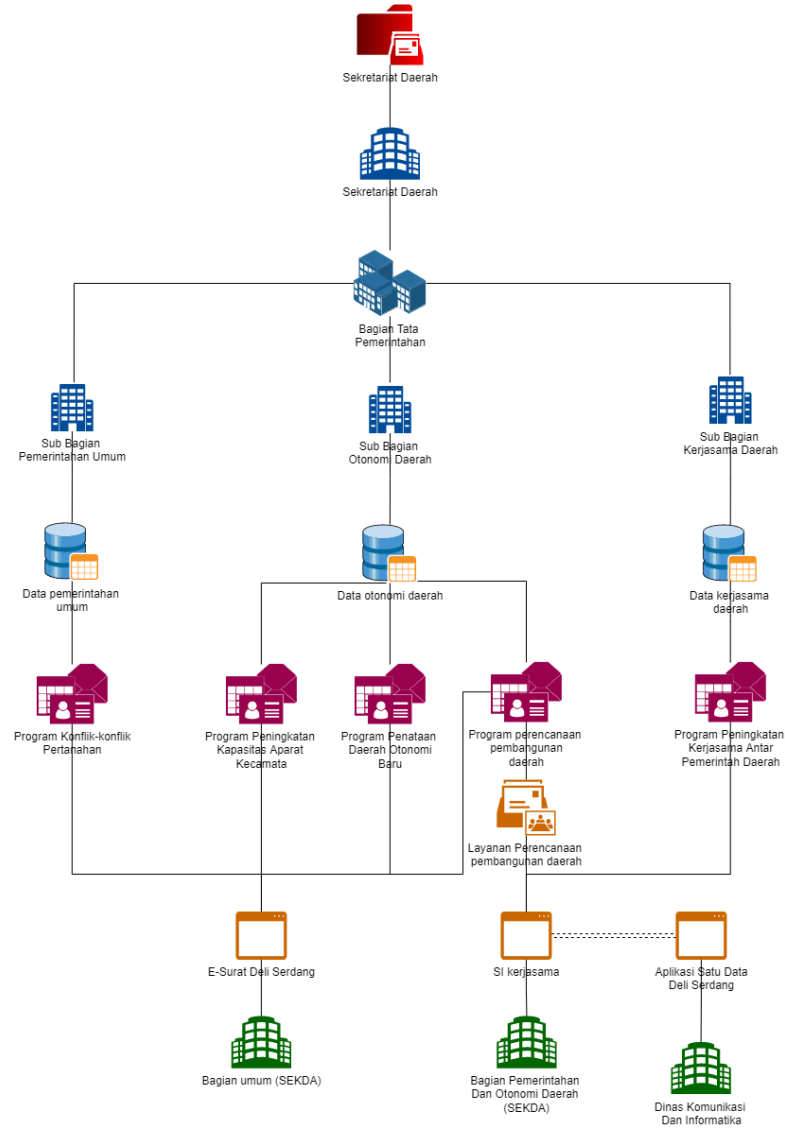 Sekretariat Daerah
Sekretariat Daerah
Bagian Tata
Pemerintahan
Sub Bagian
Pemerintahan Umum
Sub Bagian
Otonomi Daerah
Sub Bagian
Kerjasama Daerah
Data pemerintahan
umum
Data otonomi daerah
Data kerjasama
daerah
Program Konflik-konflik
Pertanahan
Program Peningkatan
Kapasitas Aparat
Kecamata
Program Penataan
Daerah Otonomi
Baru
Program perencanaan
pembangunan
daerah
Program Peningkatan
Kerjasama Antar
Pemerintah Daerah
Layanan Perencanaan
pembangunan daerah
E-Surat Deli Serdang
SI kerjasama
Aplikasi Satu Data
Deli Serdang
Bagian umum (SEKDA)
Bagian Pemerintahan
Dan Otonomi Daerah
(SEKDA)
Dinas Komunikasi
Dan Informatika